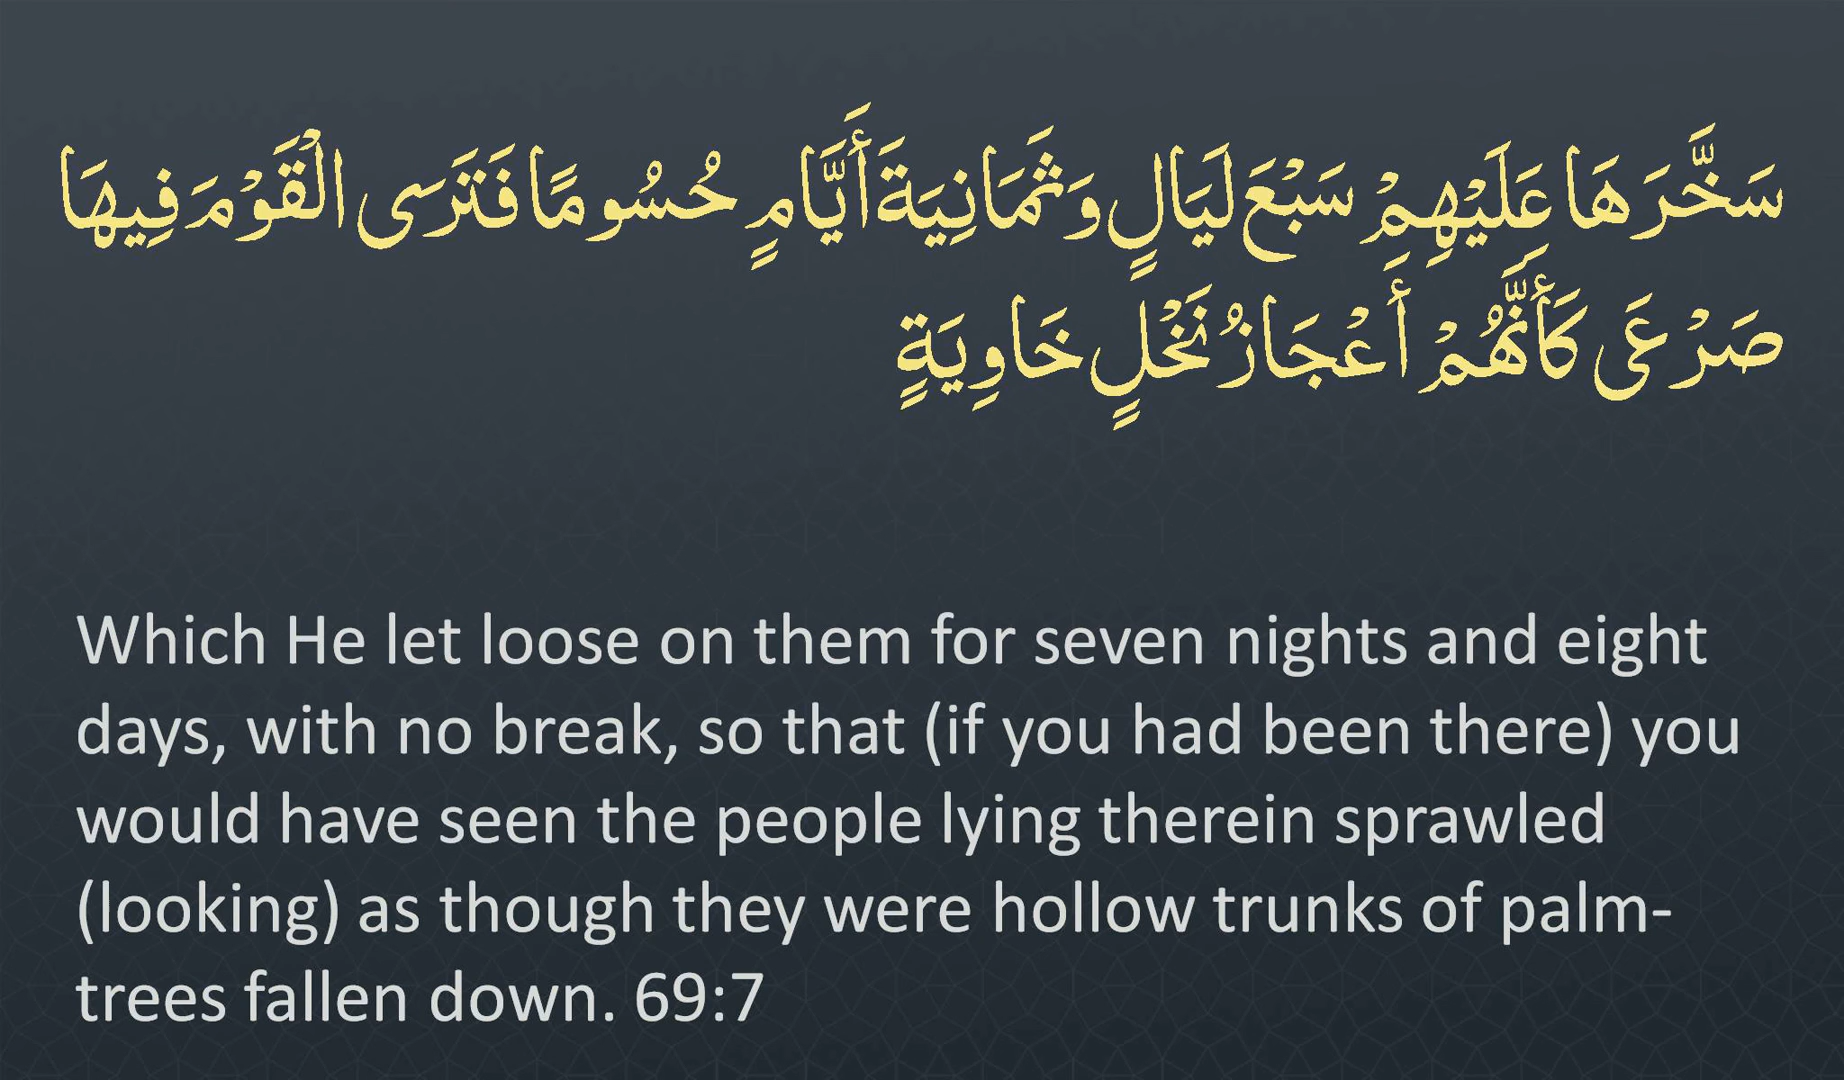 سَخَّرَهَا عَلَيْهِمْ سَبْعَ لَيَالٍ وَثَمَانِيَةَ أَيَّامٍ حُسُومًا فَتَرَى الْقَوْمَ فِيهَا
صَرْعَى كَأَنَّهُمْ أَعْجَازُ نَخْلٍ خَاوِيَةٍ
Which He let loose on them for seven nights and eight
days, with no break, so that (if you had been there) you
would have seen the people lying therein sprawled
(looking) as though they were hollow trunks of palm-
trees fallen down. 69:7